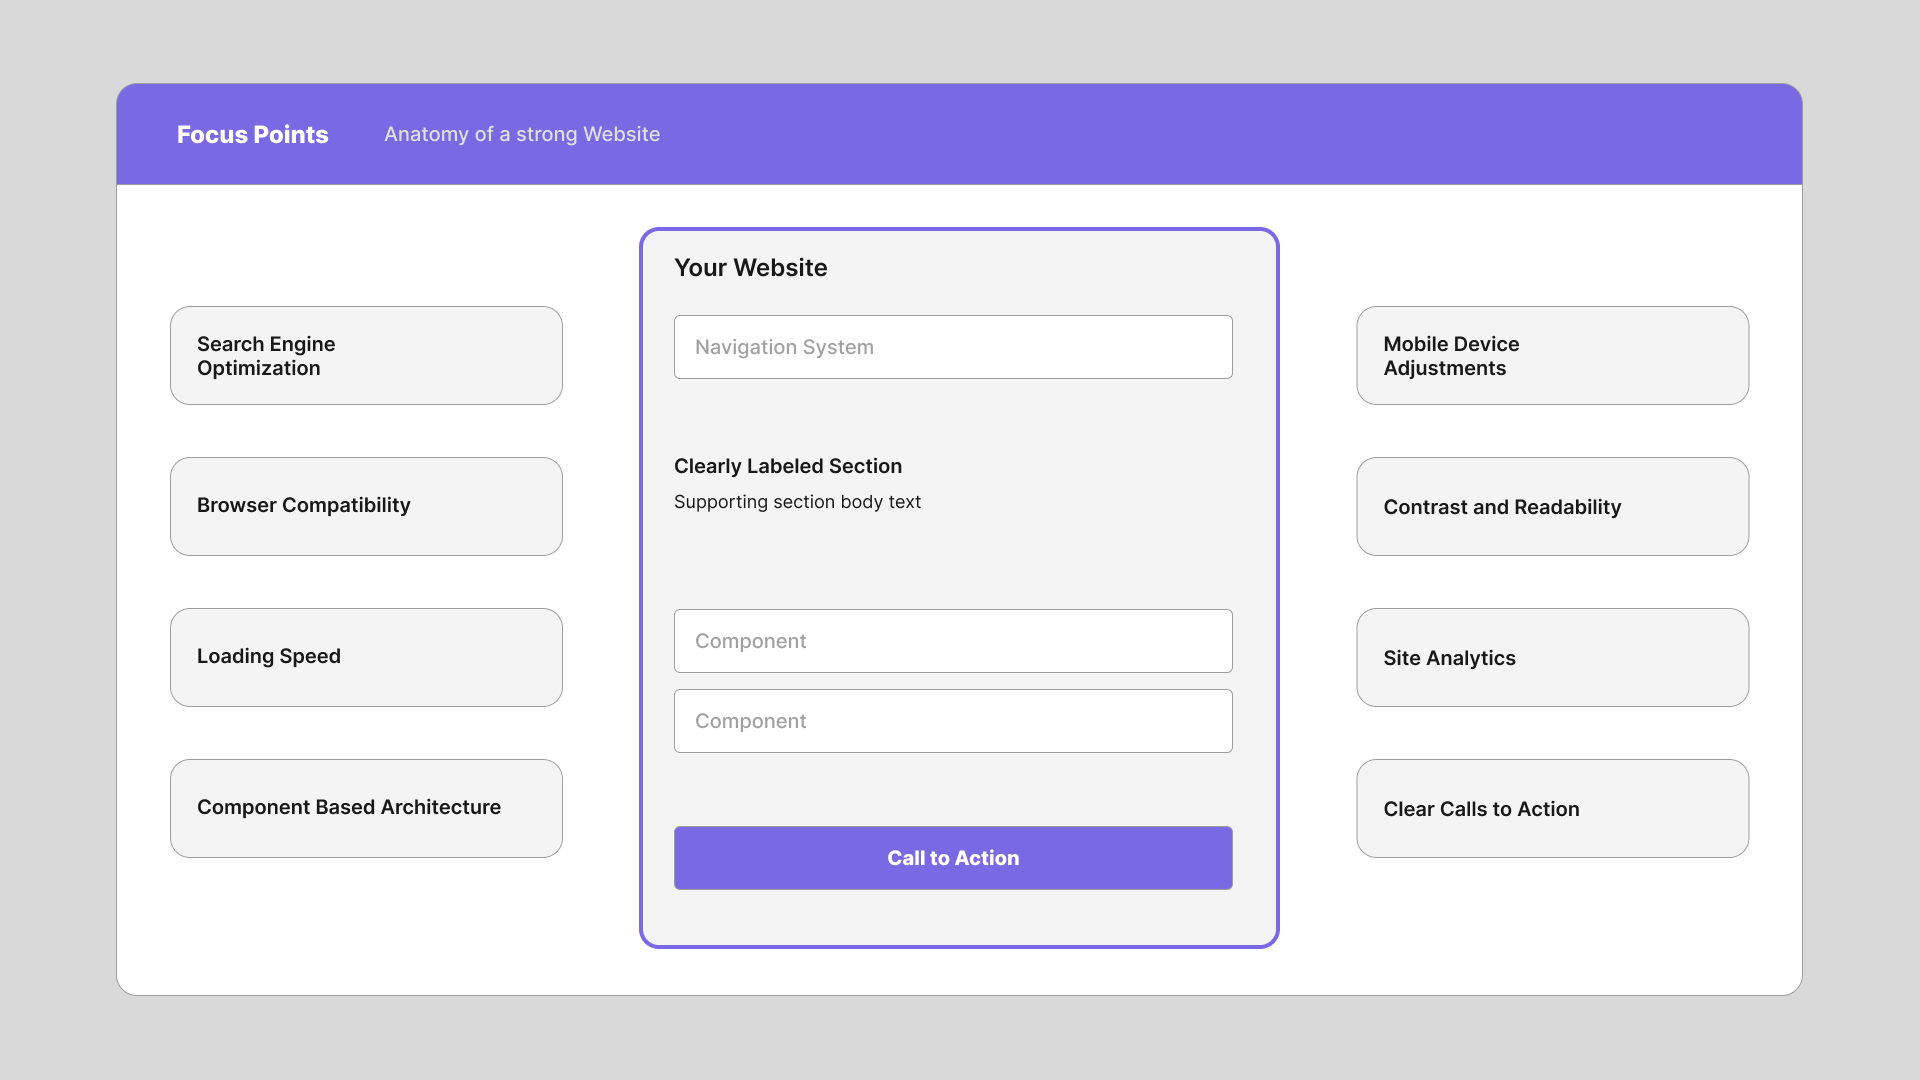 Focus Points
Anatomy of a strong Website
Search Engine
Optimization
Browser Compatibility
Loading Speed
Component Based Architecture
Your Website
Navigation System
Clearly Labeled Section
Supporting section body text
Component
Component
Call to Action
Mobile Device
Adjustments
Contrast and Readability
Site Analytics
Clear Calls to Action